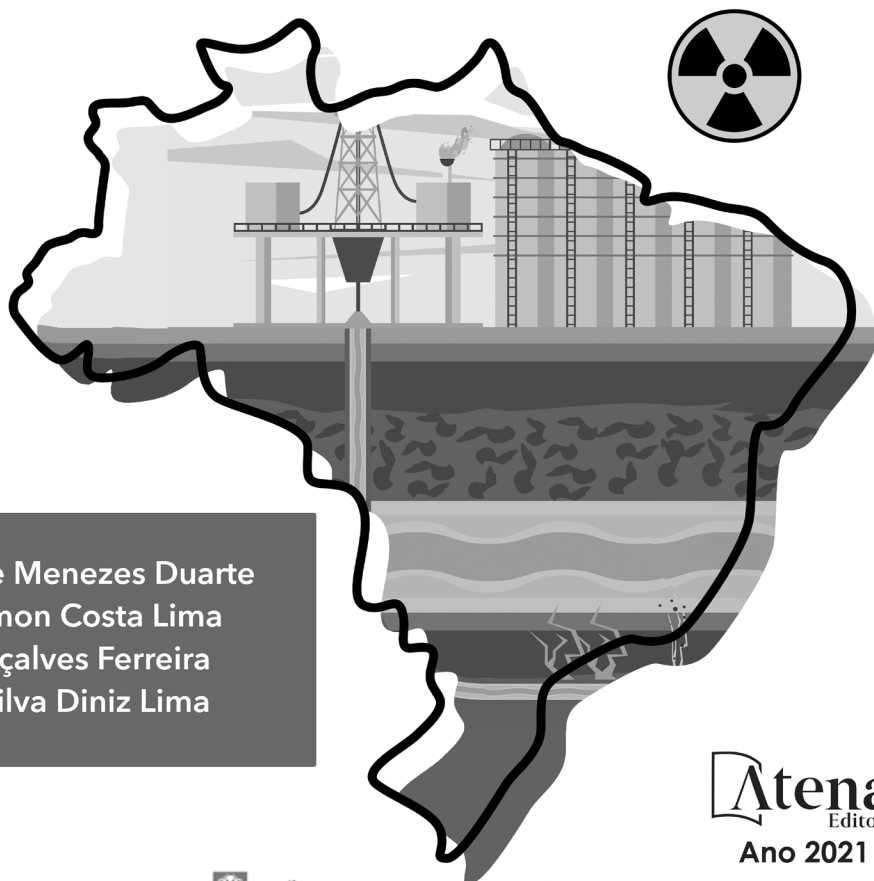 e Menezes Duarte
mon Costa Lima
çalves Ferreira
ilva Diniz Lima
Atena
Edito
Ano 2021